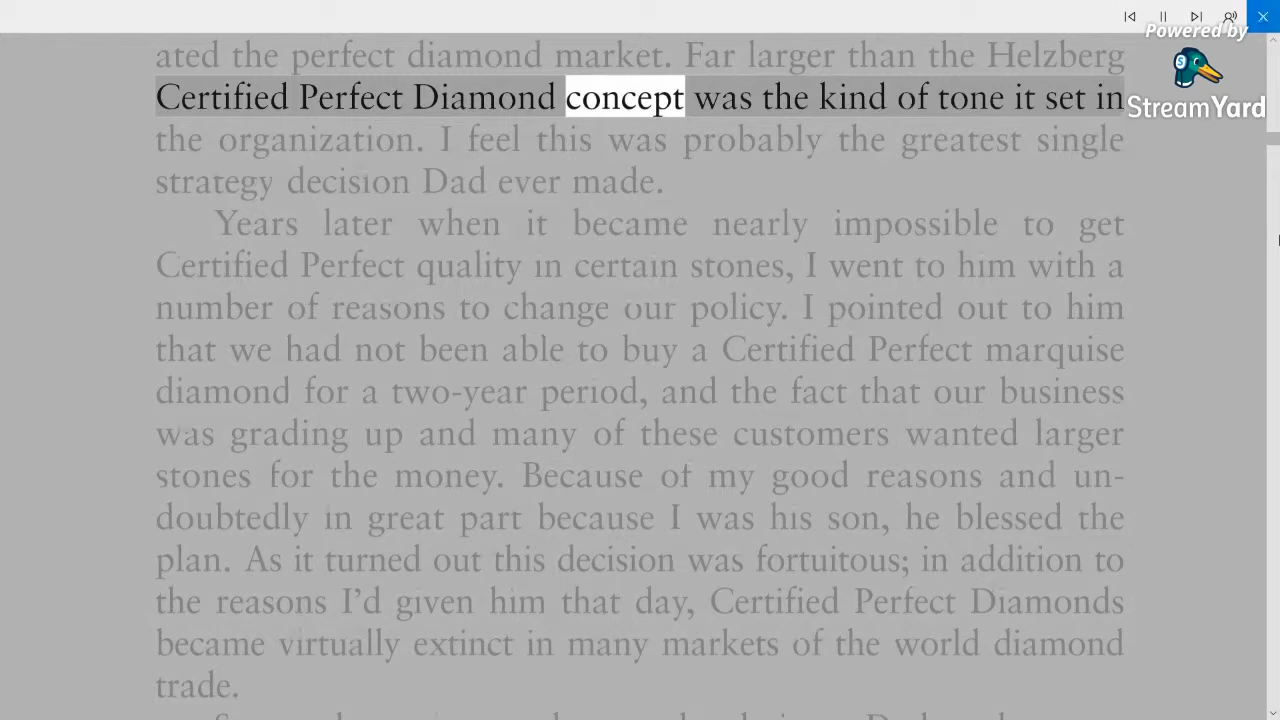 Powered by
StreamYard
ated the perfect diamond market. Far larger than the Helzberg
Certified Perfect Diamond concept was the kind of tone it set in
the organization. I feel this was probably the greatest single
strategy decision Dad ever made.
Years later when it became nearly impossible to get
Certified Perfect quality in certain stones, I went to him with a
number of reasons to change our policy. I pointed out to him
that we had not been able to buy a Certified Perfect marquise
diamond for a two-year period, and the fact that our business
was grading up and many of these customers wanted larger
stones for the money. Because of my good reasons and un-
doubtedly in great part because I was his son, he blessed the
plan. As it turned out this decision was fortuitous; in addition to
the reasons I'd given him that day, Certified Perfect Diamonds
became virtually extinct in many markets of the world diamond
trade.